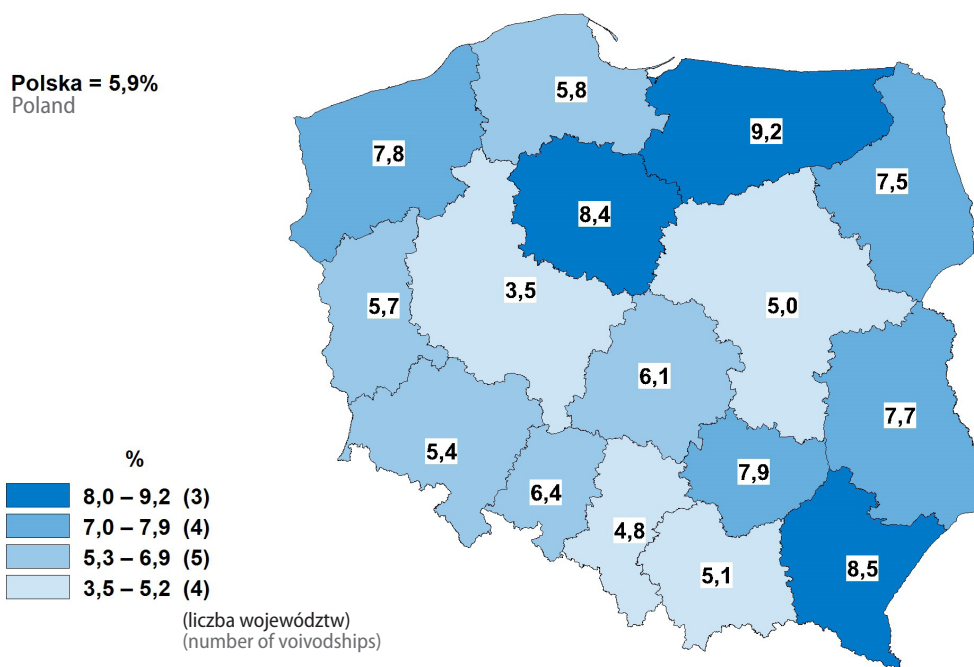 Polska = 5,9%
Poland
5,8
9,2
7,8
7,5
8,4
3,5
5,0
5,7
6,1
7,7
5,4
7,9
6,4
4,8
5,1
8,5
%
8,0 – 9,2 (3)
7,0 – 7,9 (4)
5,3 – 6,9 (5)
3,5 – 5,2 (4)
(liczba województw)
(number of voivodships)